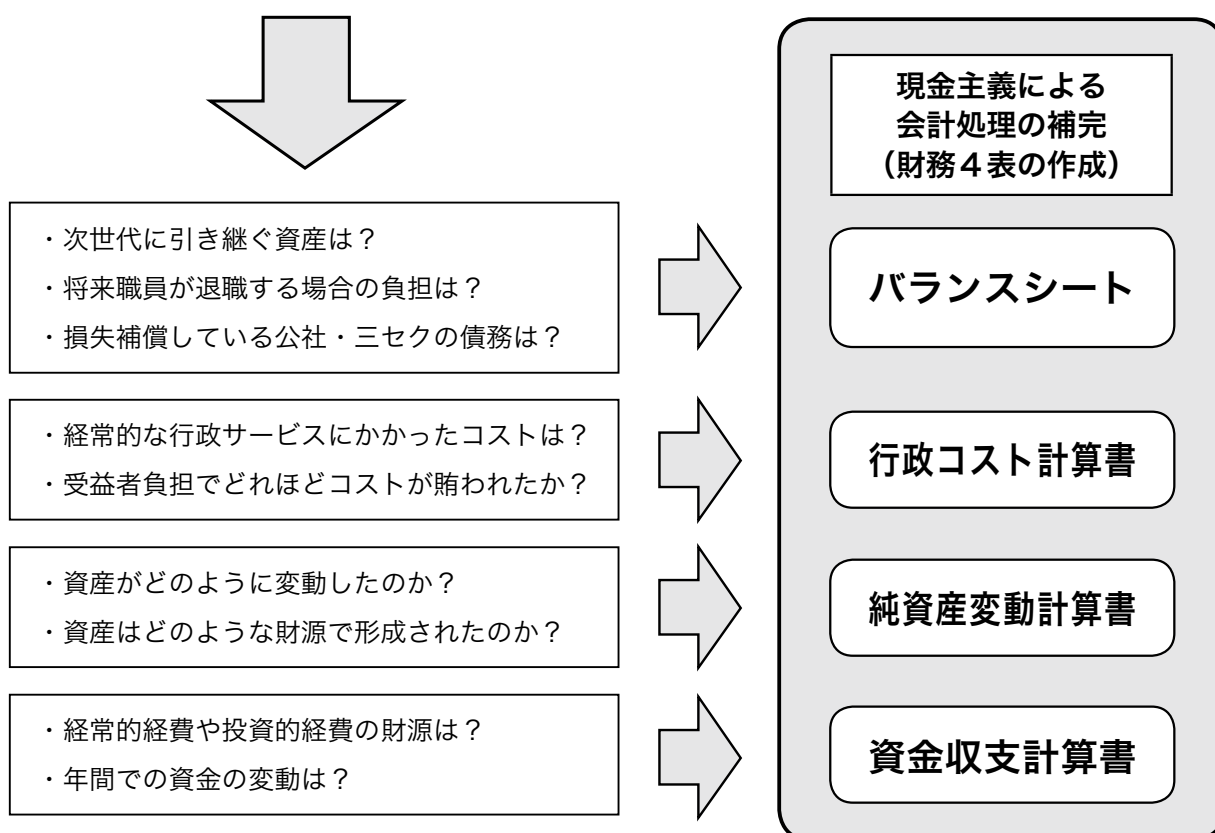 現金主義による
会計処理の補完
（財務４表の作成）
・次世代に引き継ぐ資産は？
・将来職員が退職する場合の負担は？
・損失補償している公社・三セクの債務は？
バランスシート
・経常的な行政サービスにかかったコストは？
・受益者負担でどれほどコストが賄われたか？
行政コスト計算書
・資産がどのように変動したのか？
・資産はどのような財源で形成されたのか？
純資産変動計算書
・経常的経費や投資的経費の財源は？
・年間での資金の変動は？
資金収支計算書